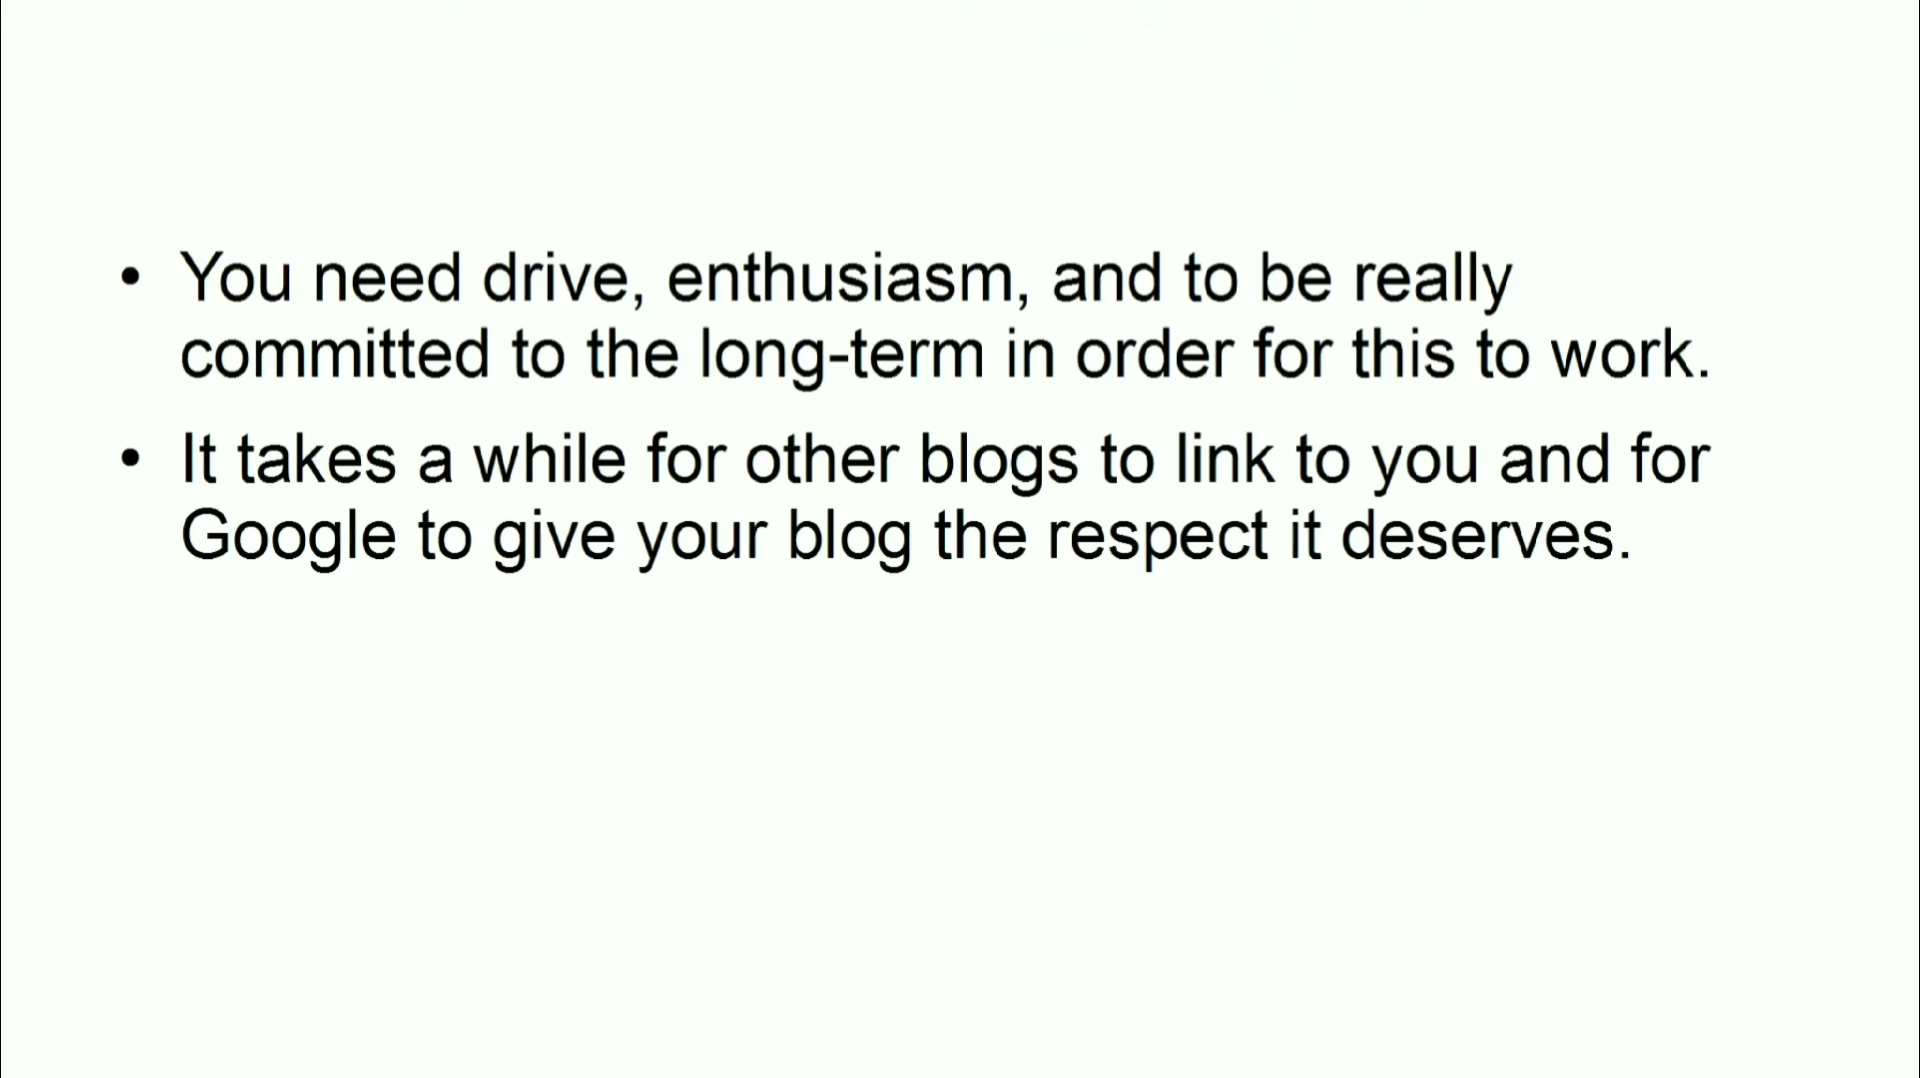 • You need drive, enthusiasm, and to be really
committed to the long-term in order for this to work.
• It takes a while for other blogs to link to you and for
Google to give your blog the respect it deserves.